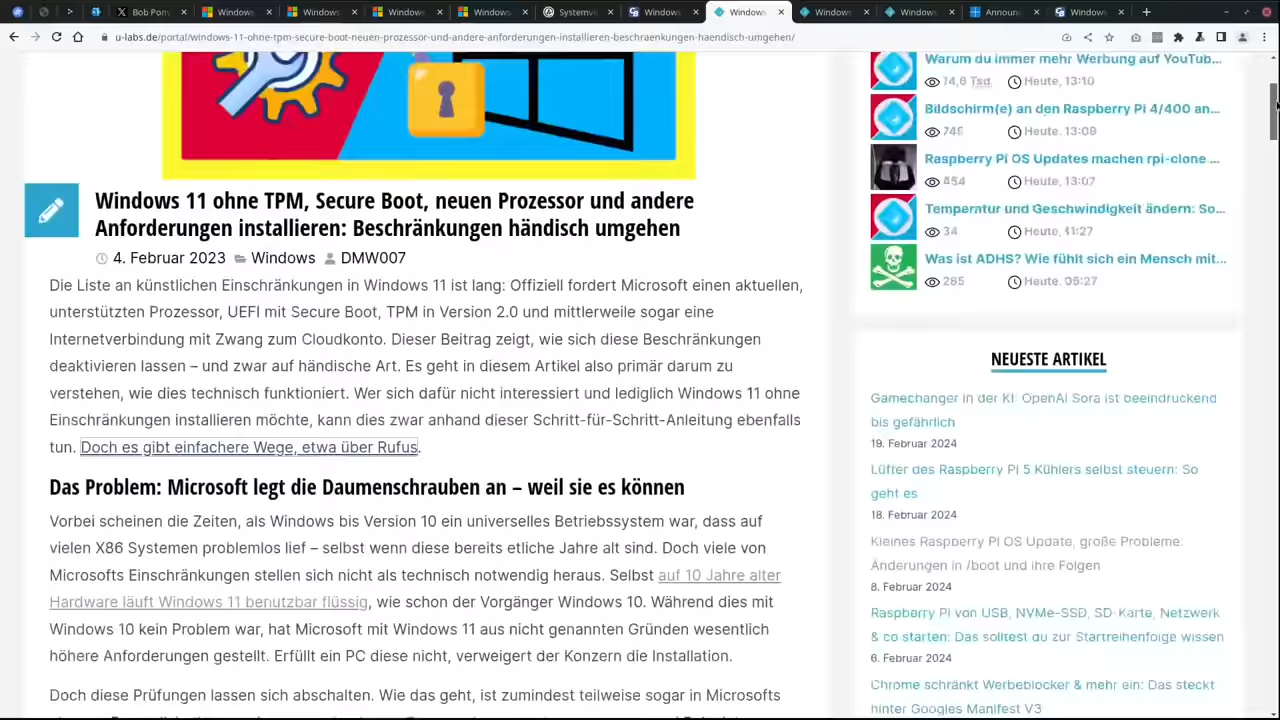 Bob Pony
Windows
Windows
Windows
Windows
Systemv
Windows
Windows
Windows
Windows
Announc
Windows
u-labs.de/portal/windows-11-ohne-tpm-secure-boot-neuen-prozessor-und-andere-anforderungen-installieren-beschraenkungen-haendisch-umgehen/
Windows 11 ohne TPM, Secure Boot, neuen Prozessor und andere
Anforderungen installieren: Beschränkungen händisch umgehen
4. Februar 2023 Windows DMW007
Die Liste an künstlichen Einschränkungen in Windows 11 ist lang: Offiziell fordert Microsoft einen aktuellen,
unterstützten Prozessor, UEFI mit Secure Boot, TPM in Version 2.0 und mittlerweile sogar eine
Internetverbindung mit Zwang zum Cloudkonto. Dieser Beitrag zeigt, wie sich diese Beschränkungen
deaktivieren lassen – und zwar auf händische Art. Es geht in diesem Artikel also primär darum zu
verstehen, wie dies technisch funktioniert. Wer sich dafür nicht interessiert und lediglich Windows 11 ohne
Einschränkungen installieren möchte, kann dies zwar anhand dieser Schritt-für-Schritt-Anleitung ebenfalls
tun. Doch es gibt einfachere Wege, etwa über Rufus.
Das Problem: Microsoft legt die Daumenschrauben an – weil sie es können
Vorbei scheinen die Zeiten, als Windows bis Version 10 ein universelles Betriebssystem war, dass auf
vielen X86 Systemen problemlos lief – selbst wenn diese bereits etliche Jahre alt sind. Doch viele von
Microsofts Einschränkungen stellen sich nicht als technisch notwendig heraus. Selbst auf 10 Jahre alter
Hardware läuft Windows 11 benutzbar flüssig, wie schon der Vorgänger Windows 10. Während dies mit
Windows 10 kein Problem war, hat Microsoft mit Windows 11 aus nicht genannten Gründen wesentlich
höhere Anforderungen gestellt. Erfüllt ein PC diese nicht, verweigert der Konzern die Installation.
Doch diese Prüfungen lassen sich abschalten. Wie das geht, ist zumindest teilweise sogar in Microsofts
Warum du immer mehr Werbung auf YouTub...
74,6 Tsd. Heute, 13:10
Bildschirm(e) an den Raspberry Pi 4/400 an...
Heute, 13:09
Raspberry Pi OS Updates machen rpi-clone ...
Heute, 13:07
Temperatur und Geschwindigkeit ändern: So...
34 Heute, 11:27
Was ist ADHS? Wie fühlt sich ein Mensch mit...
285 Heute,
NEUESTE ARTIKEL
Gamechanger in der KI: OpenAI Sora ist beeindruckend
bis gefährlich
19. Februar 2024
Lüfter des Raspberry Pi 5 Kühlers selbst steuern: So
geht es
18. Februar 2024
Kleines Raspberry Pi OS Update, große Probleme:
Änderungen in /boot und ihre Folgen
8. Februar 2024
Raspberry Pi von USB, NVMe-SSD, SD-Karte, Netzwerk
& co starten: Das solltest du zur Startreihenfolge wissen
6. Februar 2024
Chrome schränkt Werbeblocker & mehr ein: Das steckt
hinter Googles Manifest V3